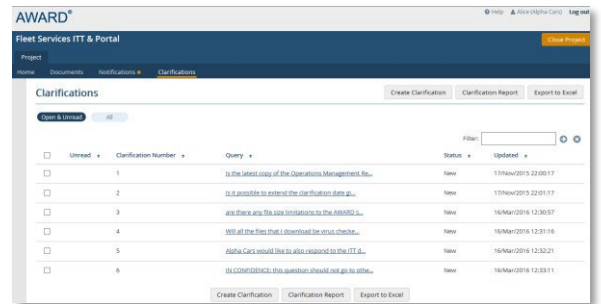 AWARD®
Help Alice (Alpha Cars) Log out
Fleet Services ITT & Portal
Close Project
Project
Home Documents Notifications Clarifications
Clarifications
Create Clarification Clarification Report Export to Excel
Open & Unread All
Filter:
Unread Clarification Number Query Status Updated
1 Is the latest copy of the Operations Management Re... New 17/Nov/2015 22:00:17
2 Is it possible to extend the clarification date gi... New 17/Nov/2015 22:01:17
3 are there any file size limitations to the AWARD s... New 16/Mar/2016 12:30:57
4 Will all the files that I download be virus checke... New 16/Mar/2016 12:31:16
5 Alpha Cars would like to also respond to the ITT d... New 16/Mar/2016 12:32:21
6 IN CONFIDENCE: this question should not go to othe... New 16/Mar/2016 12:33:11
Create Clarification Clarification Report Export to Excel